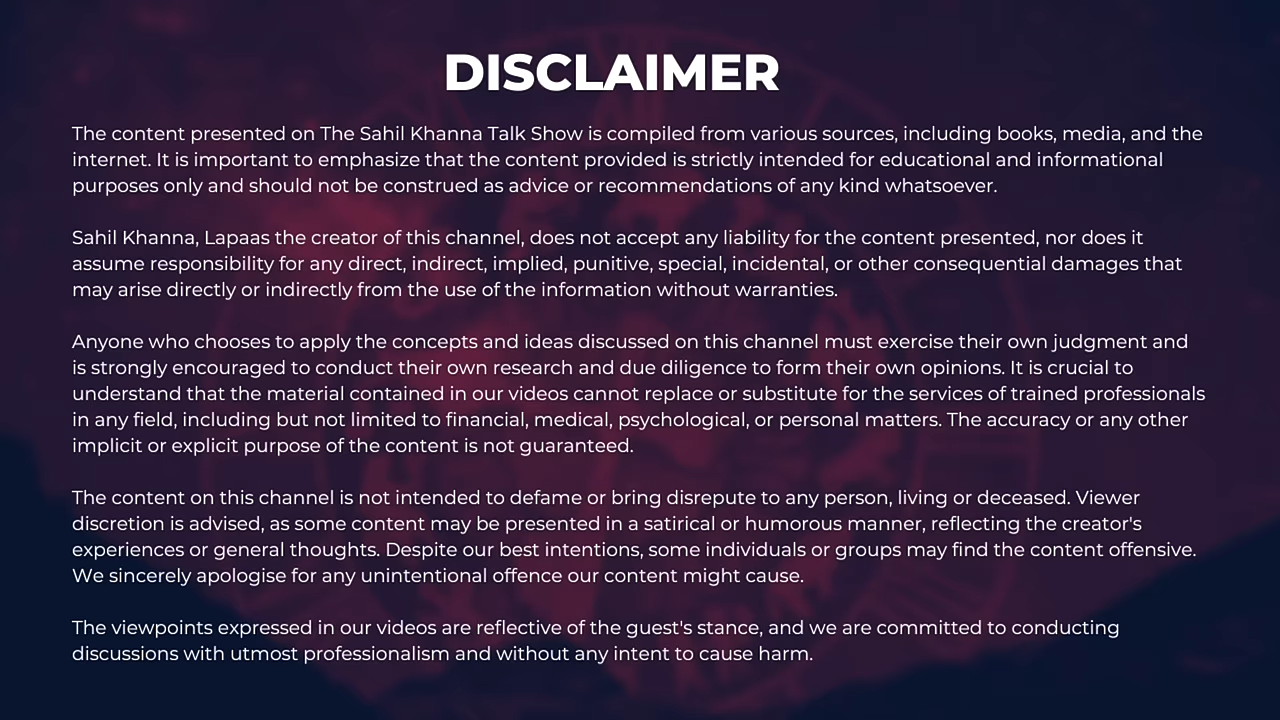 DISCLAIMER
The content presented on The Sahil Khanna Talk Show is compiled from various sources, including books, media, and the
internet. It is important to emphasize that the content provided is strictly intended for educational and informational
purposes only and should not be construed as advice or recommendations of any kind whatsoever.
Sahil Khanna, Lapaas the creator of this channel, does not accept any liability for the content presented, nor does it
assume responsibility for any direct, indirect, implied, punitive, special, incidental, or other consequential damages that
may arise directly or indirectly from the use of the information without warranties.
Anyone who chooses to apply the concepts and ideas discussed on this channel must exercise their own judgment and
is strongly encouraged to conduct their own research and due diligence to form their own opinions. It is crucial to
understand that the material contained in our videos cannot replace or substitute for the services of trained professionals
in any field, including but not limited to financial, medical, psychological, or personal matters. The accuracy or any other
implicit or explicit purpose of the content is not guaranteed.
The content on this channel is not intended to defame or bring disrepute to any person, living or deceased. Viewer
discretion is advised, as some content may be presented in a satirical or humorous manner, reflecting the creator's
experiences or general thoughts. Despite our best intentions, some individuals or groups may find the content offensive.
We sincerely apologise for any unintentional offence our content might cause.
The viewpoints expressed in our videos are reflective of the guest's stance, and we are committed to conducting
discussions with utmost professionalism and without any intent to cause harm.